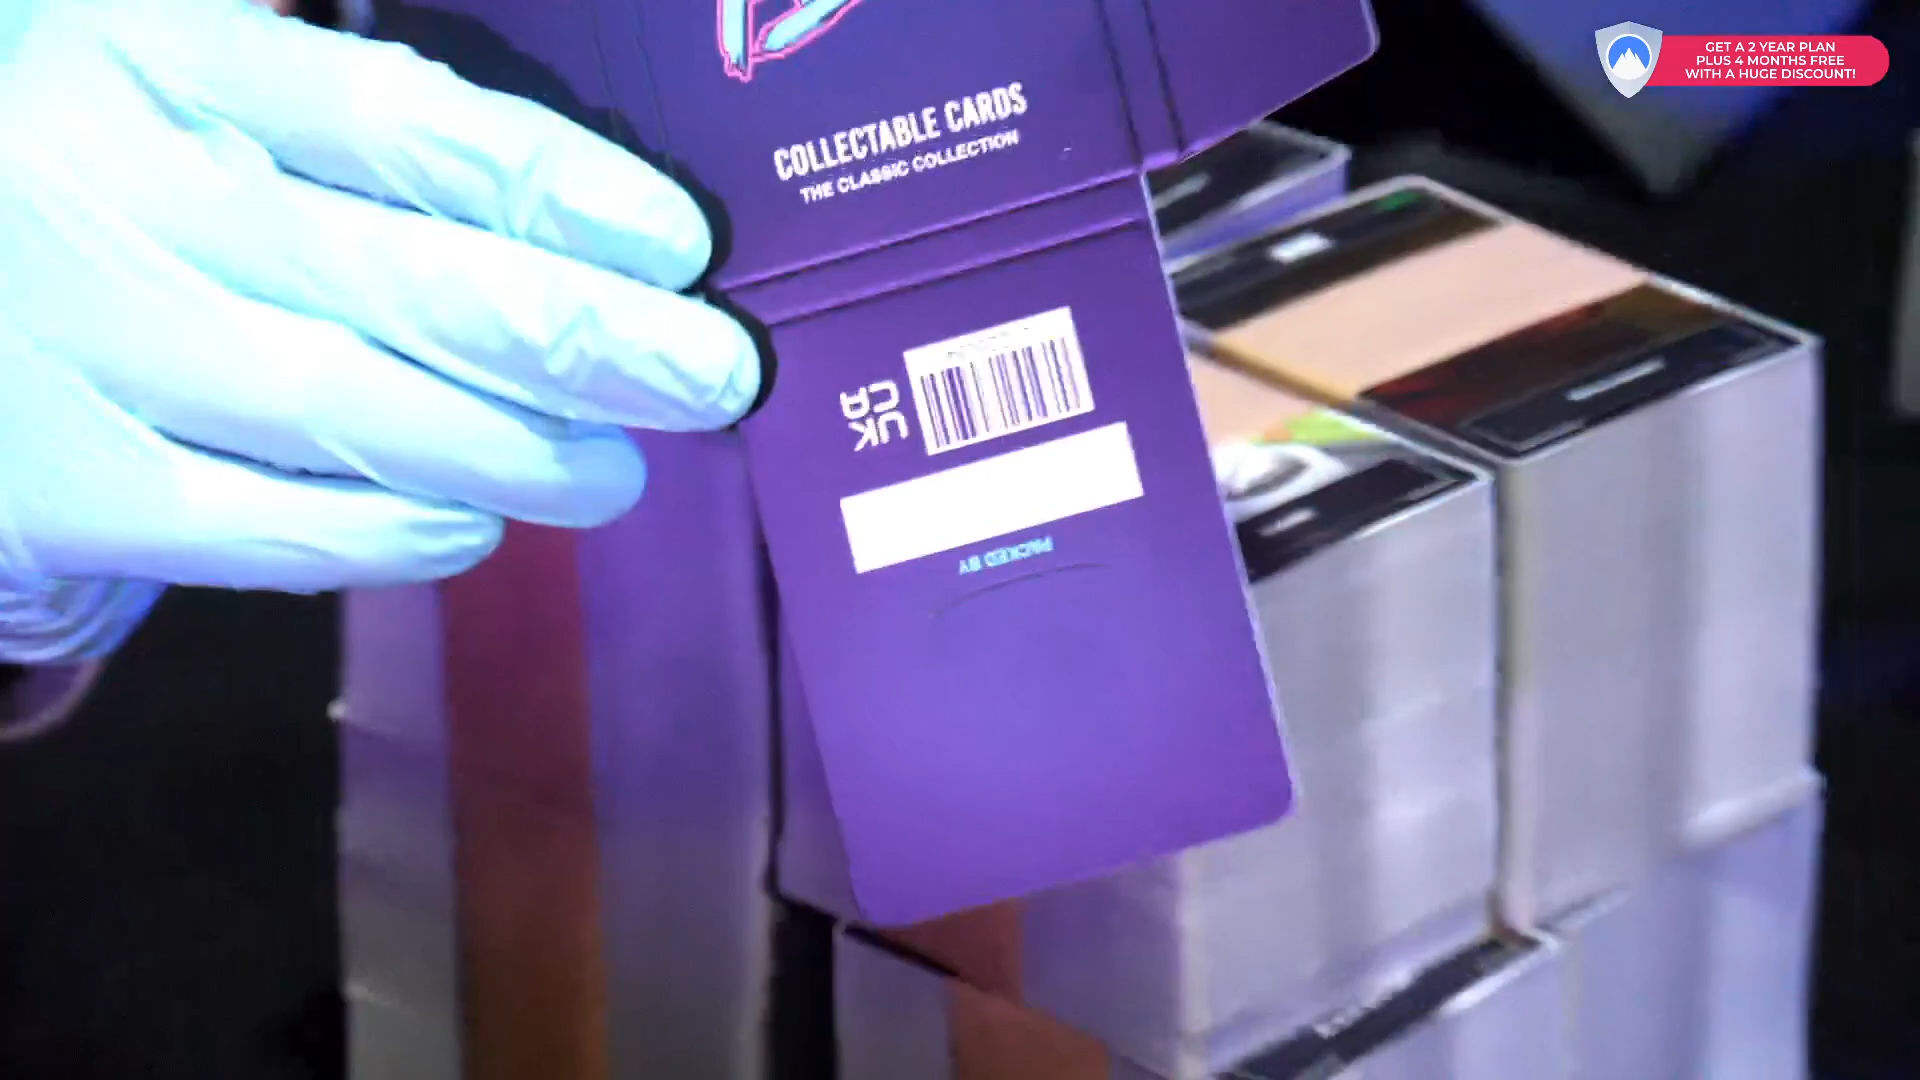 GET A 2 YEAR PLAN
PLUS 4 MONTHS FREE
WITH A HUGE DISCOUNT!
COLLECTABLE CARDS
THE CLASSIC COLLECTION
UK
CA
PACKED BY